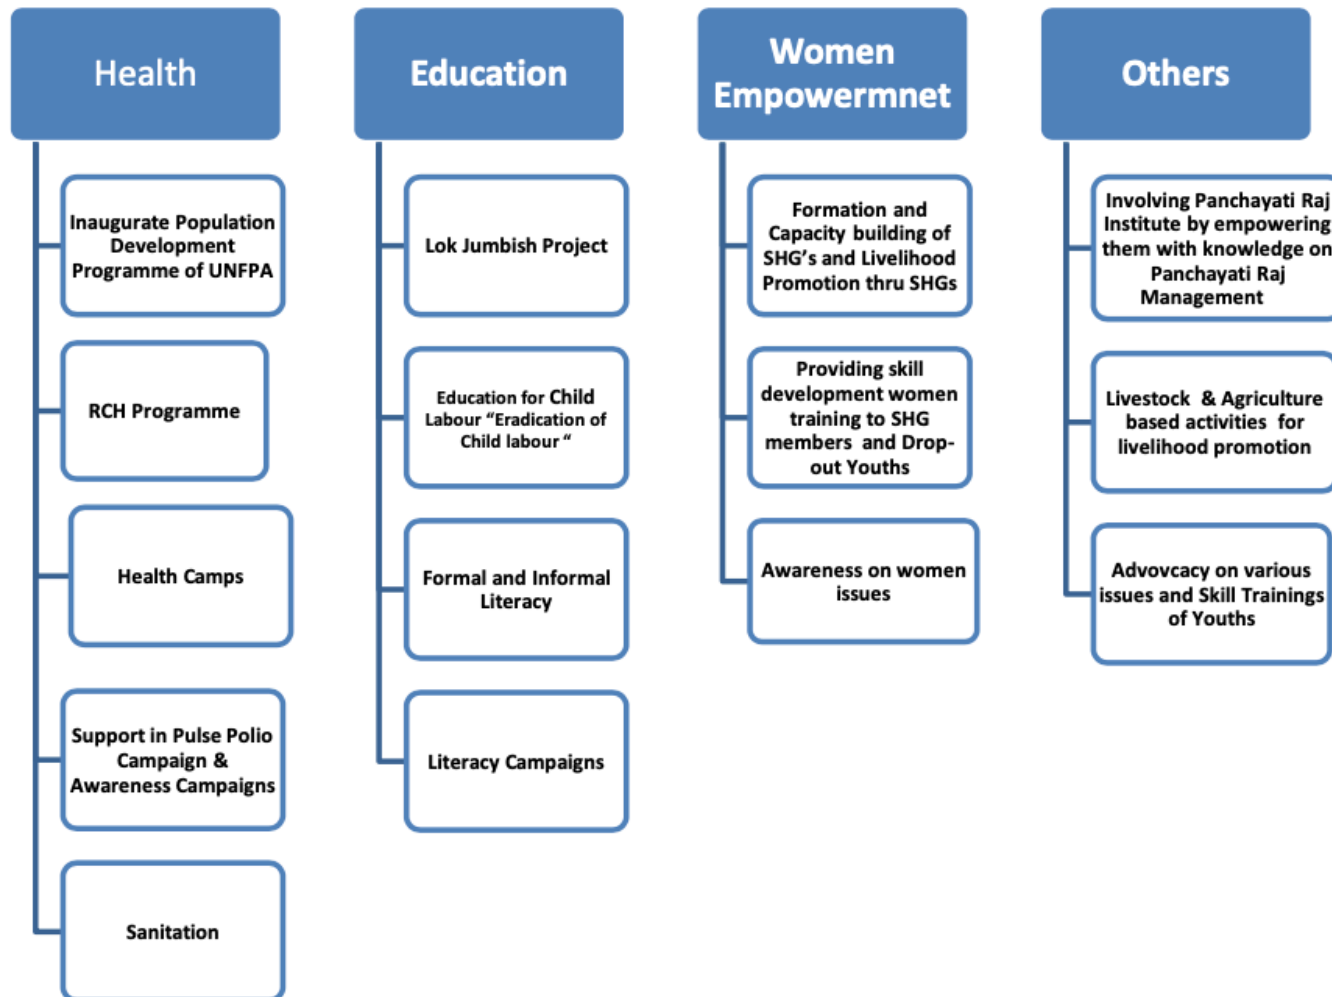 Health
Inaugurate Population
Development
Programme of UNFPA
RCH Programme
Health Camps
Support in Pulse Polio
Campaign &
Awareness Campaigns
Sanitation
Education
Lok Jumbish Project
Education for Child
Labour “Eradication of
Child labour “
Formal and Informal
Literacy
Literacy Campaigns
Women
Empowermnet
Formation and
Capacity building of
SHG’s and Livelihood
Promotion thru SHGs
Providing skill
development women
training to SHG
members and Drop-
out Youths
Awareness on women
issues
Others
Involving Panchayati Raj
Institute by empowering
them with knowledge on
Panchayati Raj
Management
Livestock & Agriculture
based activities for
livelihood promotion
Advovcacy on various
issues and Skill Trainings
of Youths